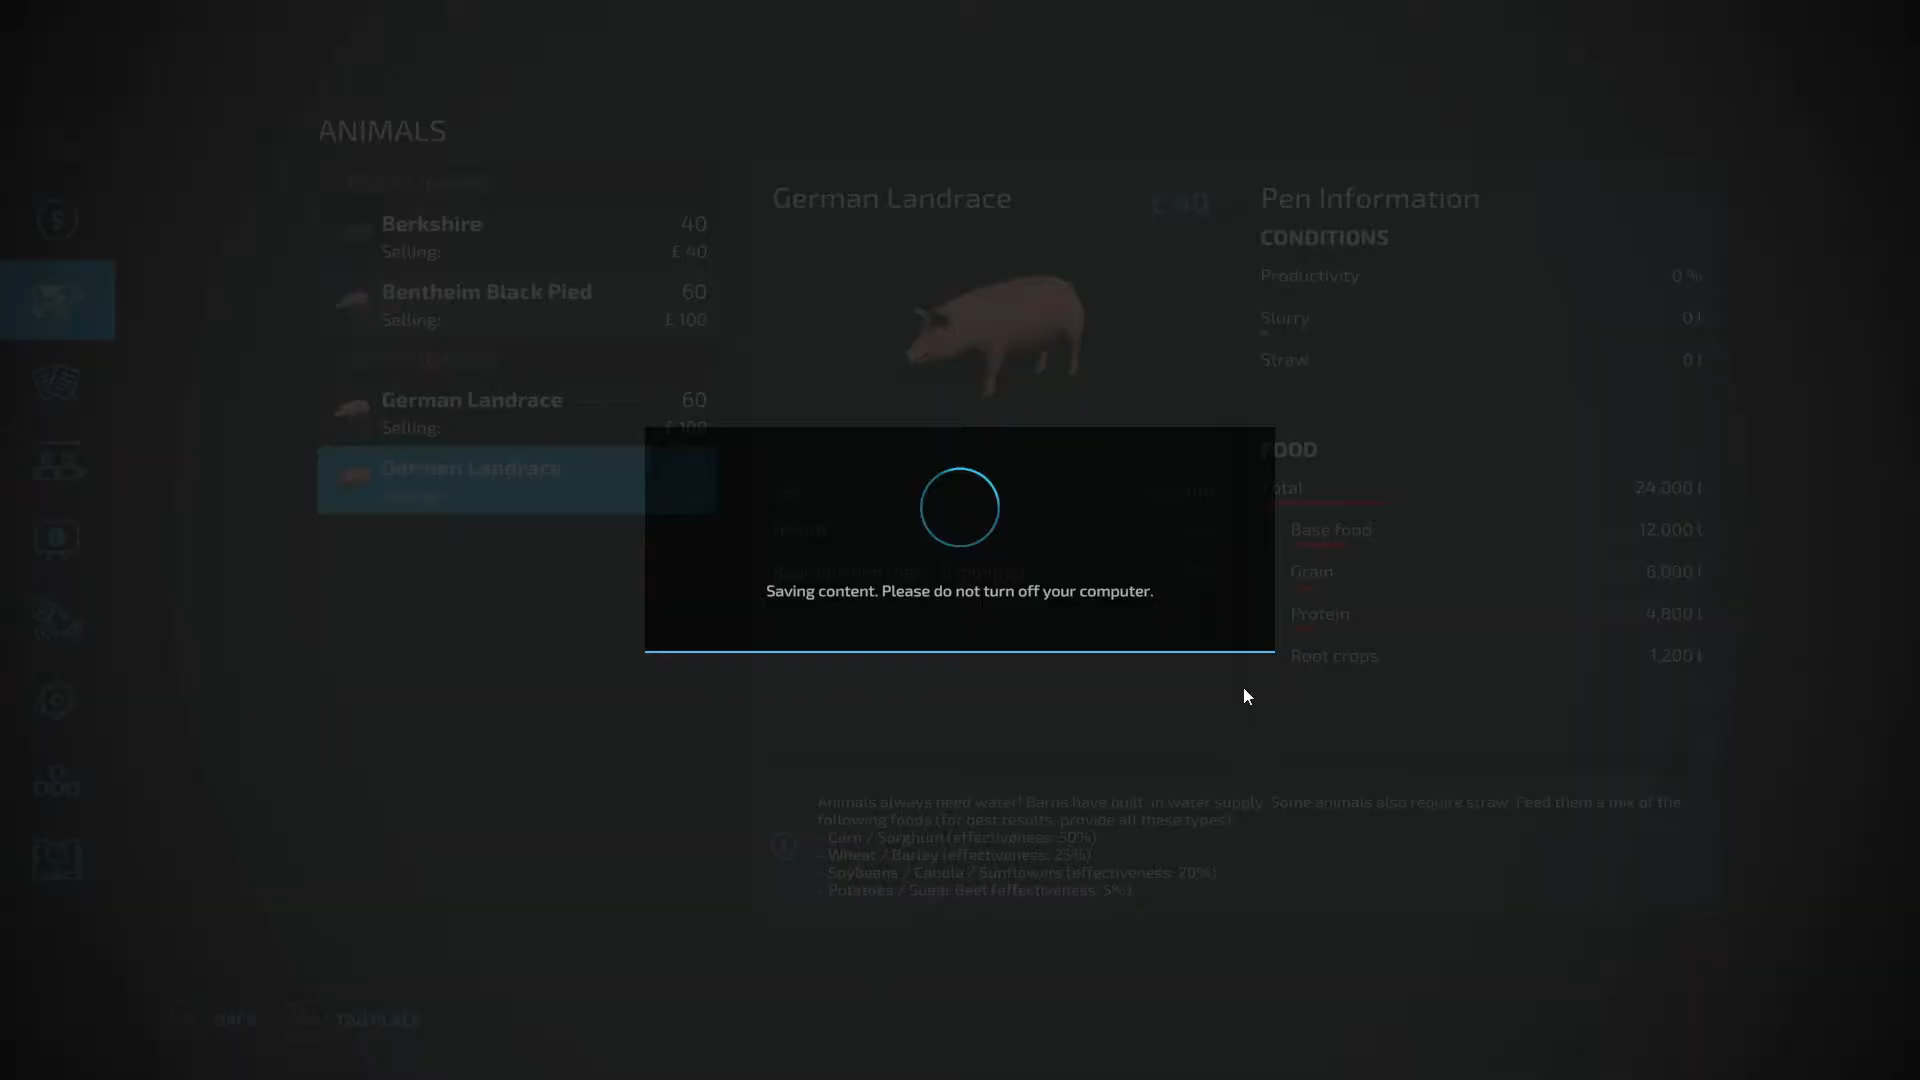 ANIMALS
Berkshire 40
Selling: £ 40
Bentheim Black Pied 60
Selling: £ 100
German Landrace 60
Selling: £ 100
German Landrace
German Landrace £ 40
Pen Information
CONDITIONS
Productivity 0 %
Slurry 0 l
Straw 0 l
FOOD
Total 24,000 l
Base food 12,000 l
Grain 6,000 l
Protein 4,800 l
Root crops 1,200 l
Saving content. Please do not turn off your computer.
Animals always need water! Barns have built-in water supply. Some animals also require straw. Feed them a mix of the
following foods (for best results, provide all these types):
- Corn / Sorghum (effectiveness: 50%)
- Wheat / Barley (effectiveness: 25%)
- Soybeans / Canola / Sunflowers (effectiveness: 20%)
- Potatoes / Sugar Beet (effectiveness: 5%)
BACK